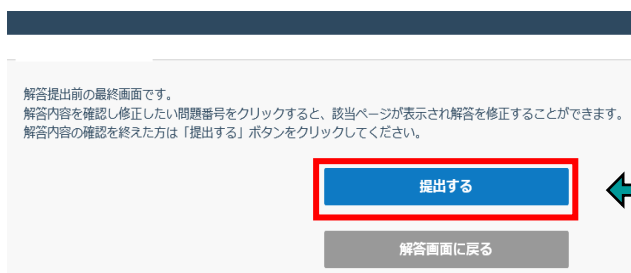 解答提出前の最終画面です。
解答内容を確認し修正したい問題番号をクリックすると、該当ページが表示され解答を修正することができます。
解答内容の確認を終えた方は「提出する」ボタンをクリックしてください。
提出する
解答画面に戻る